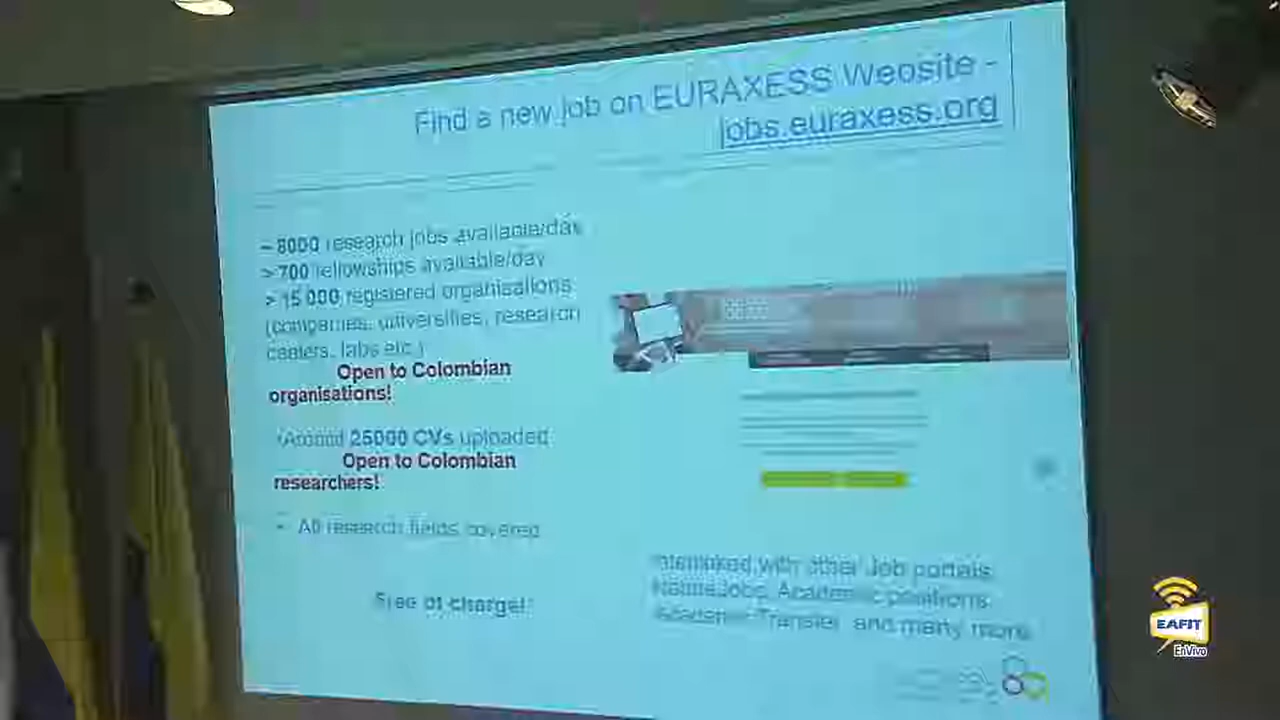 Find a new job on EURAXESS Website -
jobs.euraxess.org
~ 8000 research jobs available/day
> 700 fellowships available/day
> 15 000 registered organisations
(companies, universities, research
centers, labs etc.)
Open to Colombian
organisations!
Around 25000 CVs uploaded
Open to Colombian
researchers!
• All research fields covered
Free of charge!
Interlinked with other Job portals:
NatureJobs, Academic positions,
Academic Transfer, and many more
EAFIT
EnVivo